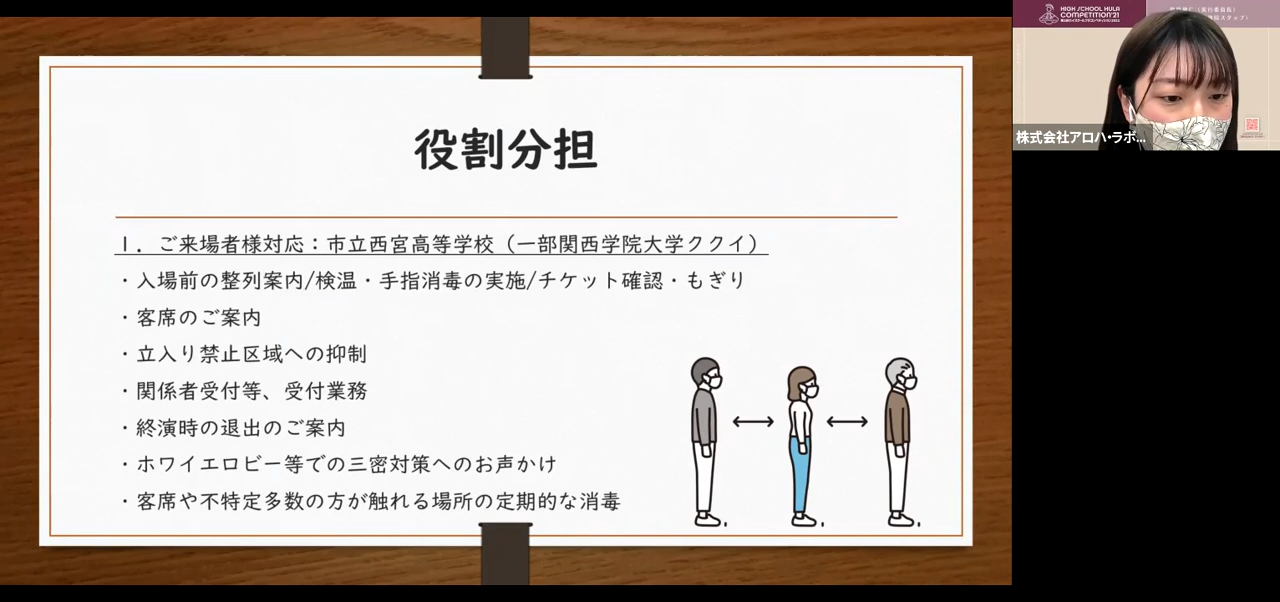 役割分担
1. ご来場者様対応：市立西宮高等学校（一部関西学院大学ククイ）
・入場前の整列案内/検温・手指消毒の実施/チケット確認・もぎり
・客席のご案内
・立入り禁止区域への抑制
・関係者受付等、受付業務
・終演時の退出のご案内
・ホワイエロビー等での三密対策へのお声かけ
・客席や不特定多数の方が触れる場所の定期的な消毒
HIGH SCHOOL HULA
COMPETITION'21
株式会社アロハ・ラボ...